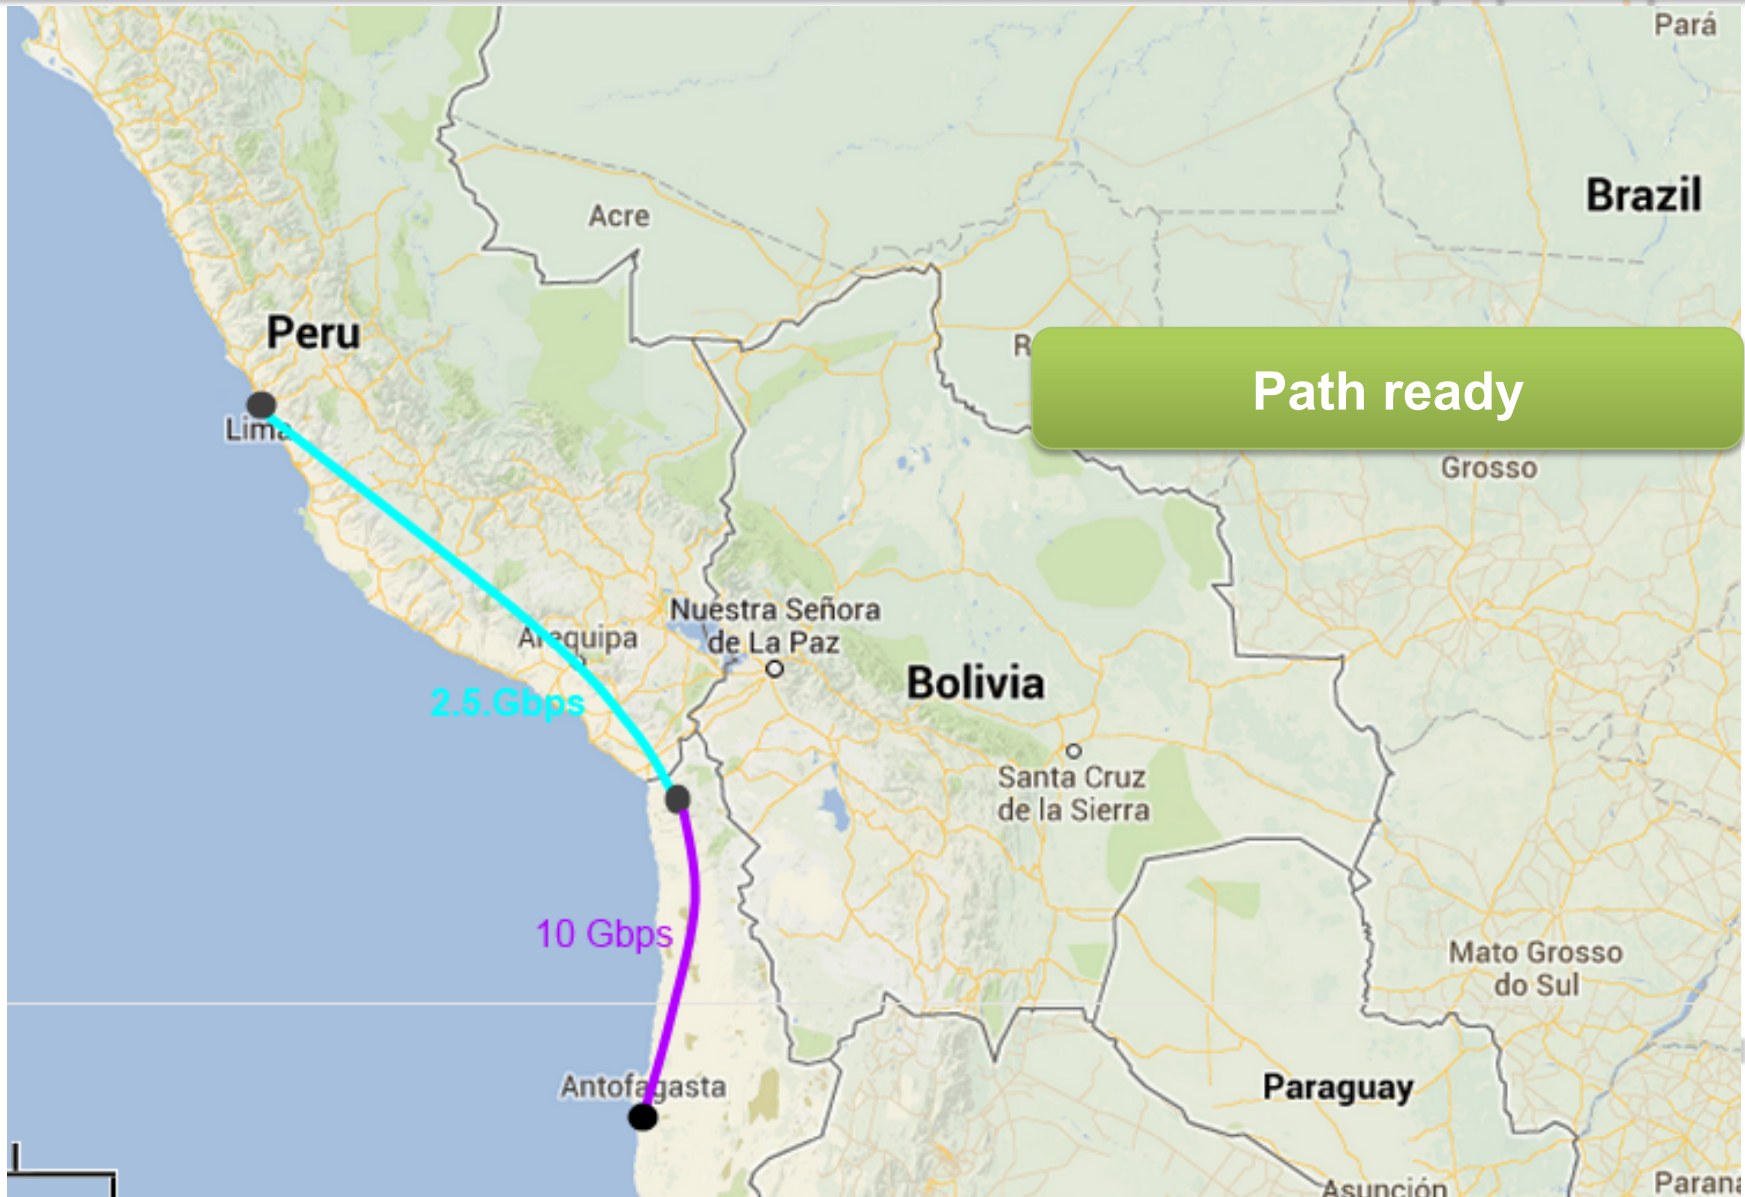 Pará
Brazil
Acre
Peru
Path ready
Lima
Grosso
Nuestra Señora
de La Paz
Arequipa
Bolivia
2.5.Gbps
Santa Cruz
de la Sierra
10 Gbps
Mato Grosso
do Sul
Antofagasta
Paraguay
Asunción
Paraná